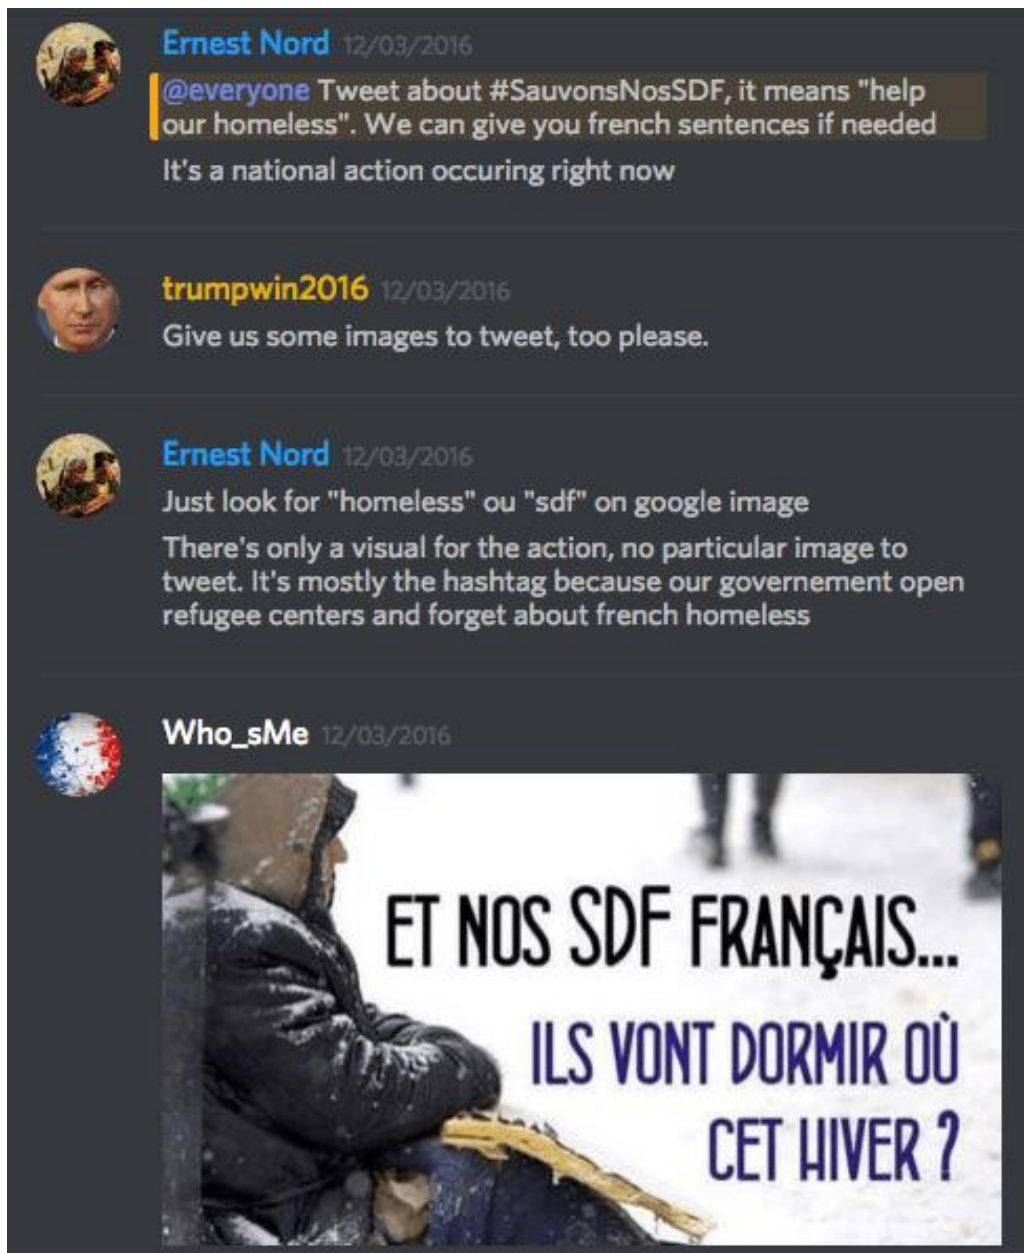 Ernest Nord 12/03/2016
@everyone Tweet about #SauvonsNosSDF, it means "help
our homeless". We can give you french sentences if needed
It's a national action occuring right now
trumpwin2016 12/03/2016
Give us some images to tweet, too please.
Ernest Nord 12/03/2016
Just look for "homeless" ou "sdf" on google image
There's only a visual for the action, no particular image to
tweet. It's mostly the hashtag because our governement open
refugee centers and forget about french homeless
Who_sMe 12/03/2016
ET NOS SDF FRANÇAIS...
ILS VONT DORMIR OÙ
CET HIVER ?